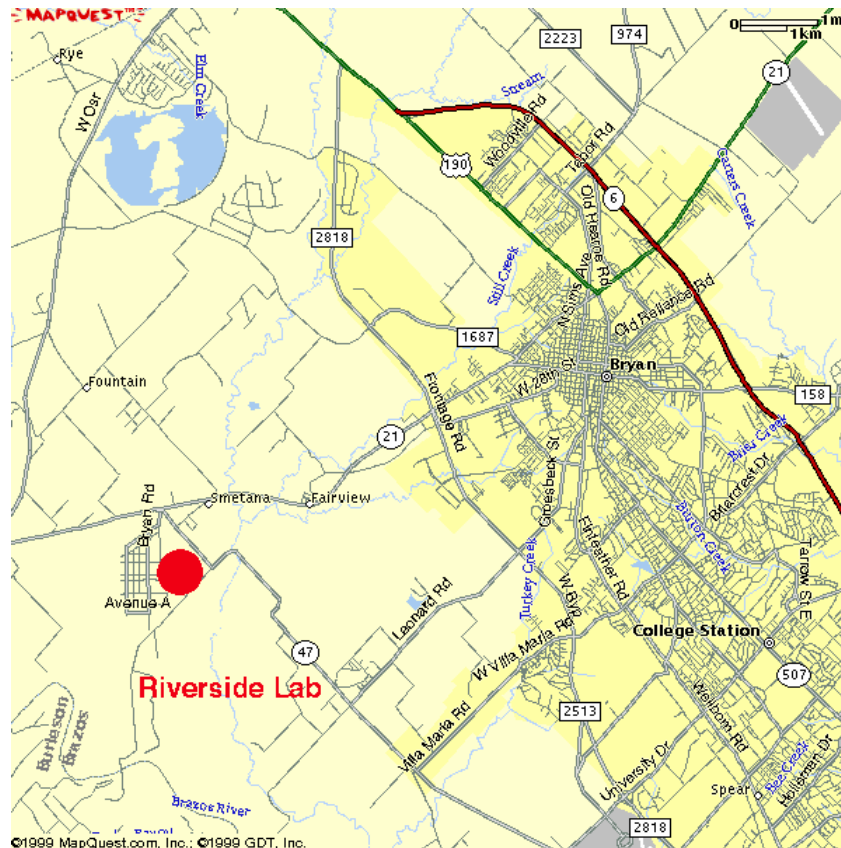 MAPQUEST
0 1m
1km
2223
974
Rye
Elm Creek
21
W Osr
Stream
Woodville Rd
Tabor Rd
190
Carters Creek
6
2818
Old Hearne Rd
Still Creek
N Sims Ave
Old Reliance Rd
1687
W 28th St
Bryan
Fountain
Frontage Rd
158
21
Groesbeck St
Briar Creek
Briarcrest Dr
Smetana
Fairview
Bryan Rd
Burton Creek
Finfeather Rd
Tarrow St E
Turkey Creek
W Byp
Avenue A
Leonard Rd
College Station
W Villa Maria Rd
47
507
Riverside Lab
2513
Wellborn Rd
Burleson
Brazos
Villa Maria Rd
University Dr
Bee Creek
Holleman Dr
Spear
Brazos River
2818
©1999 MapQuest.com, Inc.; ©1999 GDT, Inc.